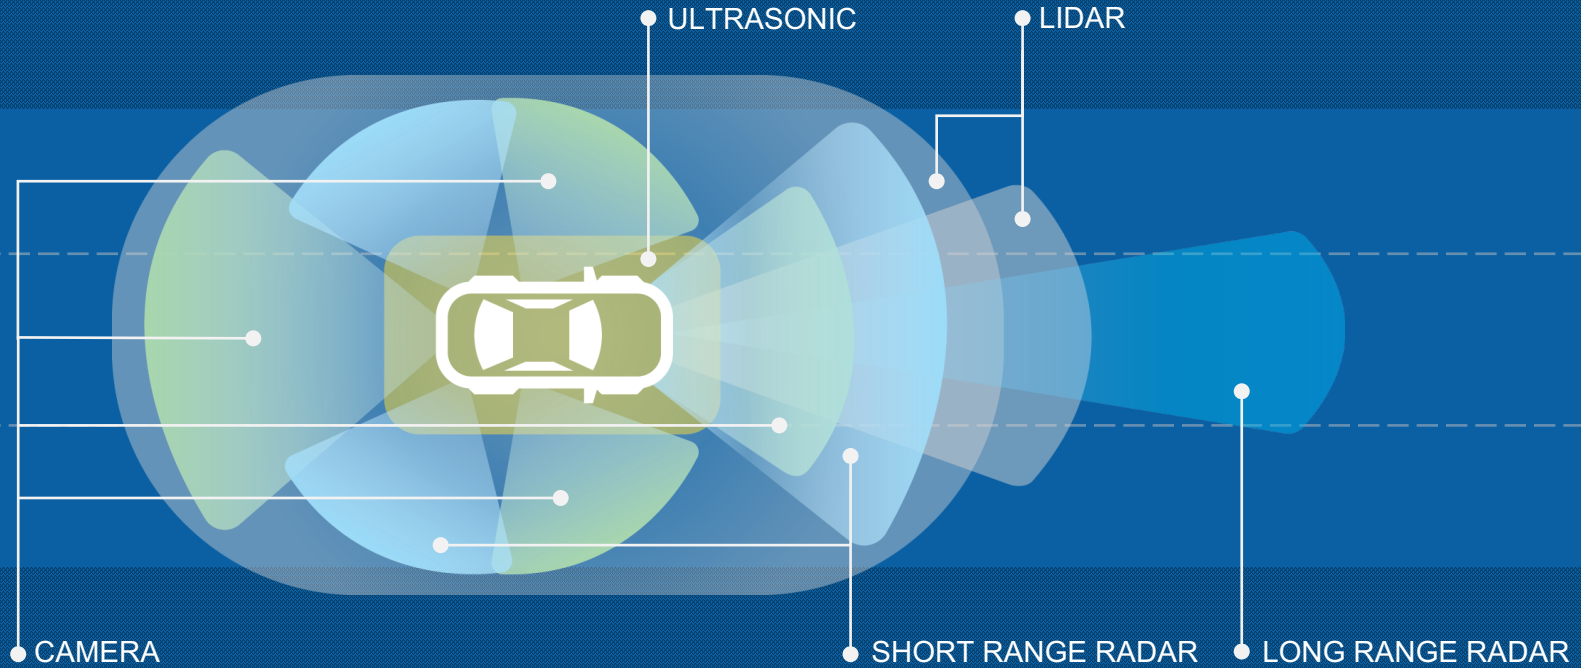 ULTRASONIC
LIDAR
CAMERA
SHORT RANGE RADAR
LONG RANGE RADAR